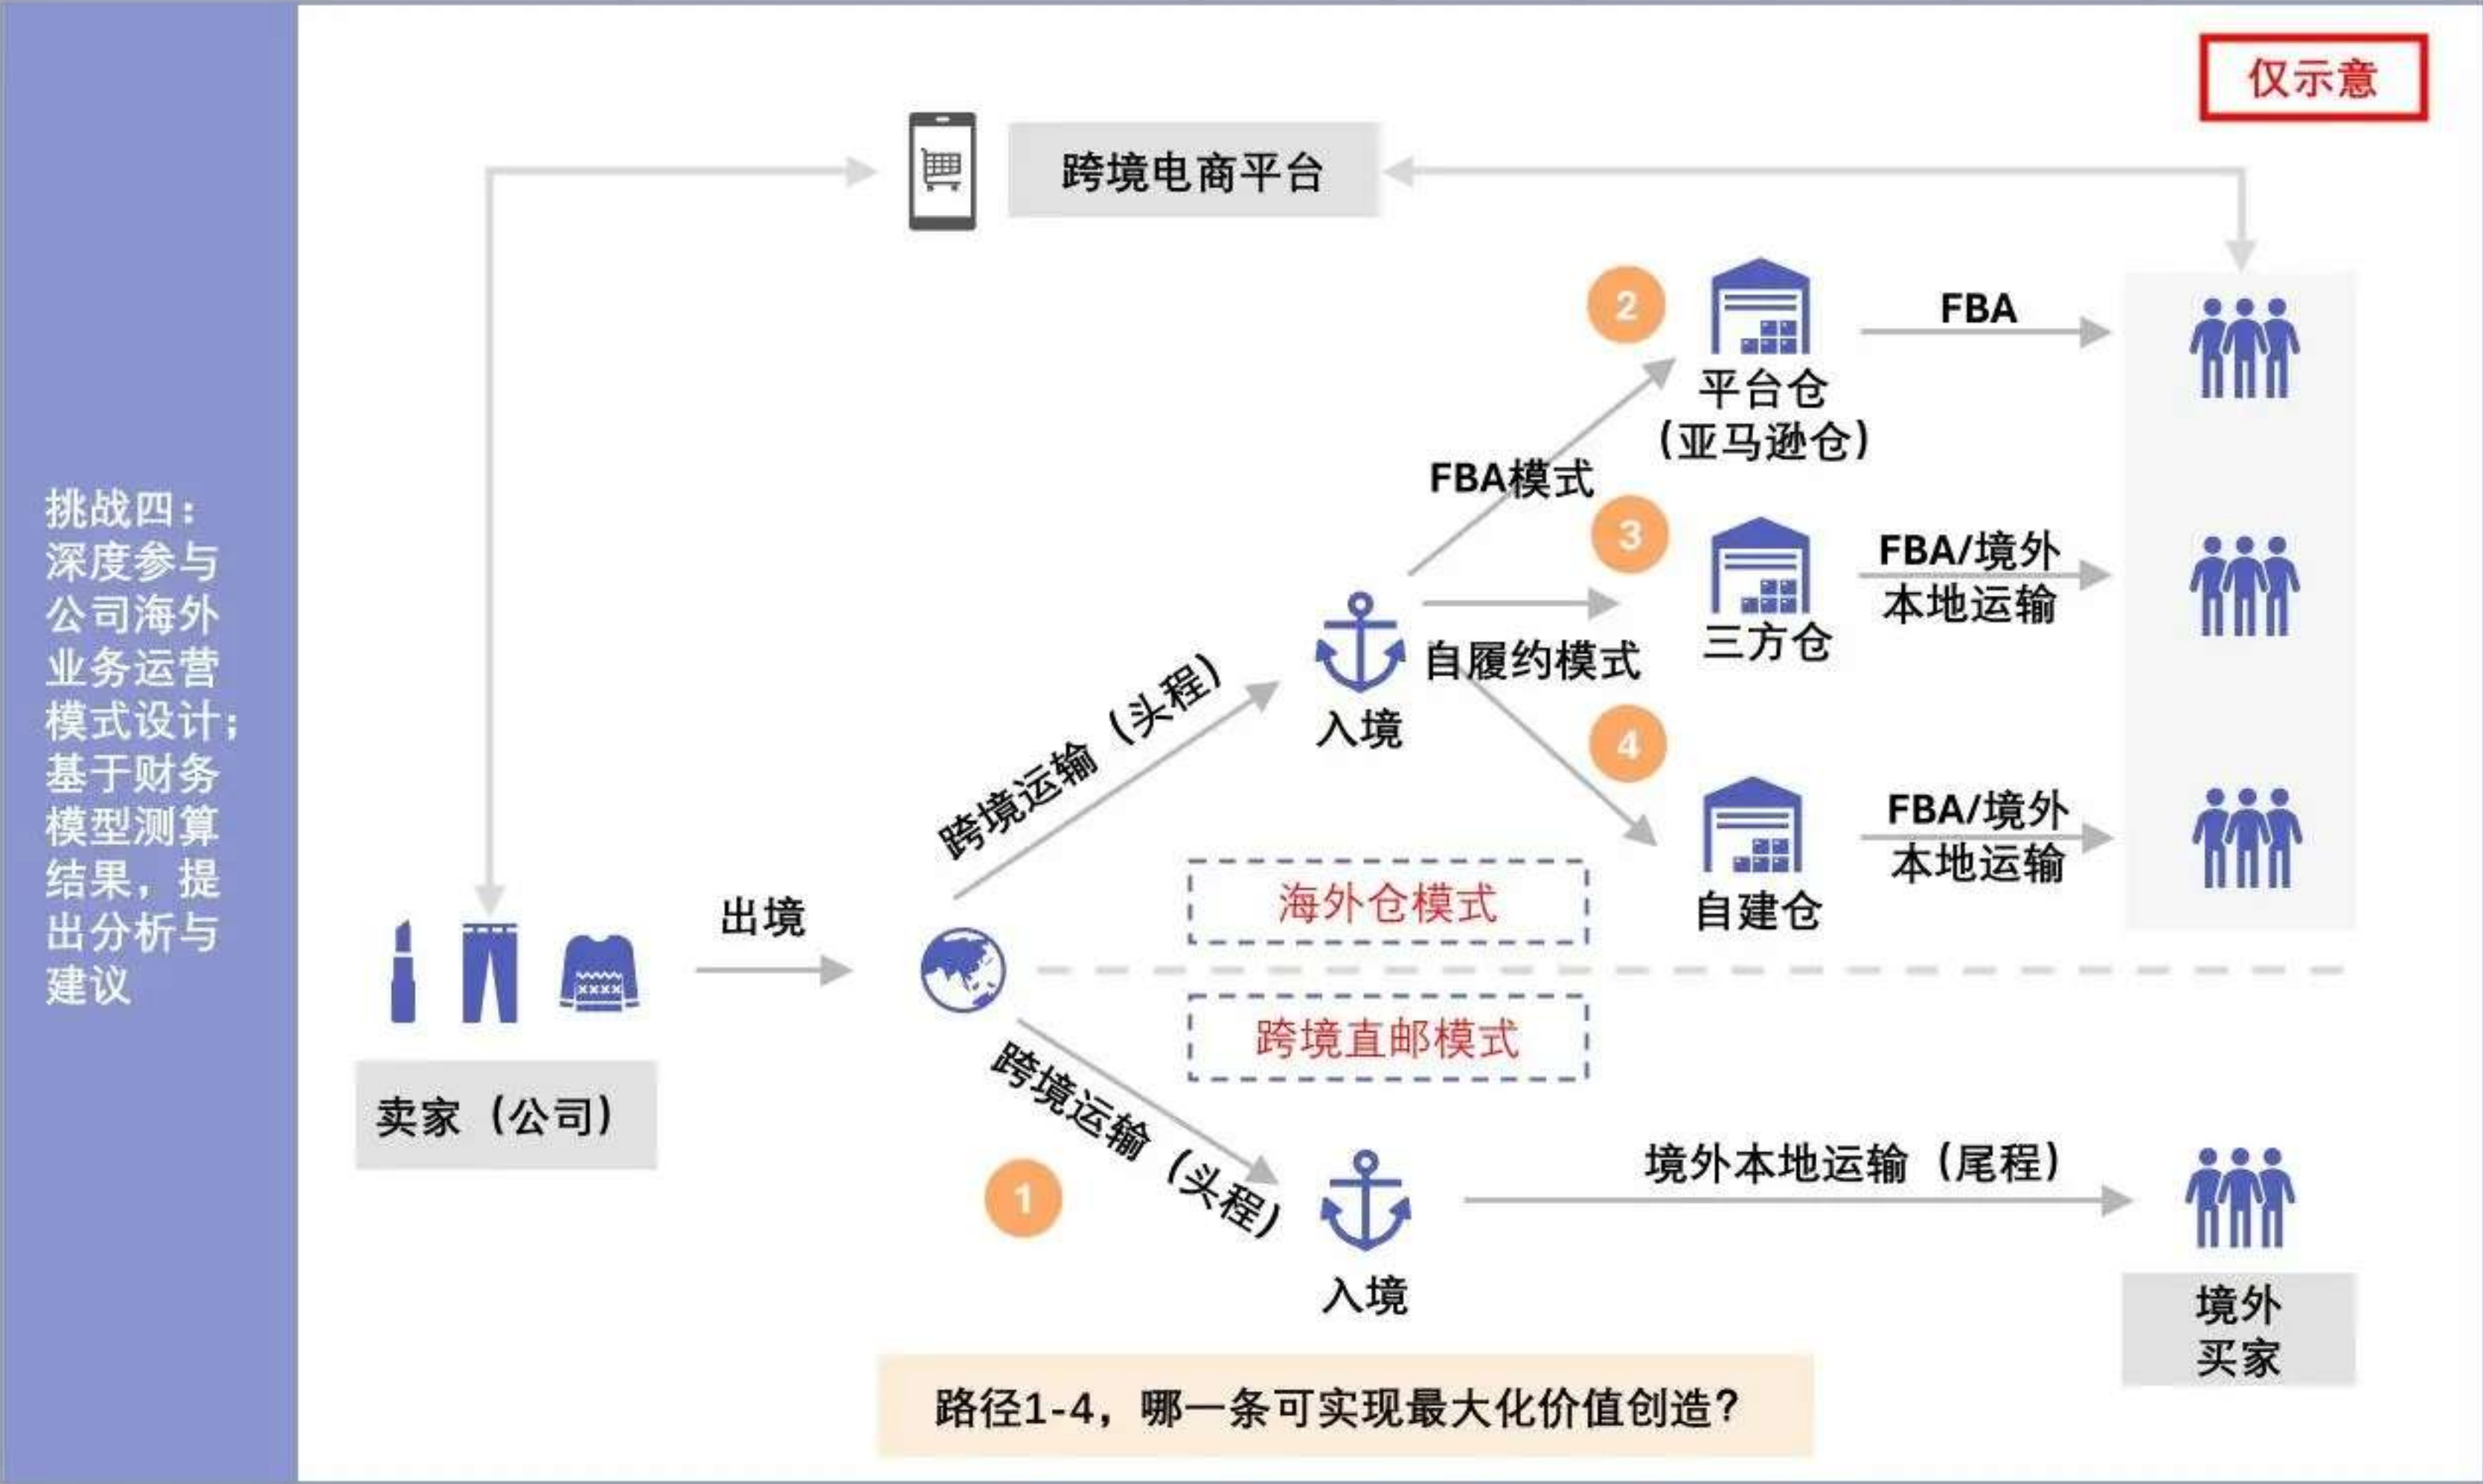 仅示意
跨境电商平台
挑战四：
深度参与
公司海外
业务运营
模式设计；
基于财务
模型测算
结果，提
出分析与
建议
2
平台仓
（亚马逊仓）
FBA
FBA模式
3
三方仓
FBA/境外
本地运输
自履约模式
入境
跨境运输（头程）
4
自建仓
FBA/境外
本地运输
海外仓模式
出境
卖家（公司）
跨境直邮模式
跨境运输（头程）
1
入境
境外本地运输（尾程）
境外
买家
路径1-4，哪一条可实现最大化价值创造？